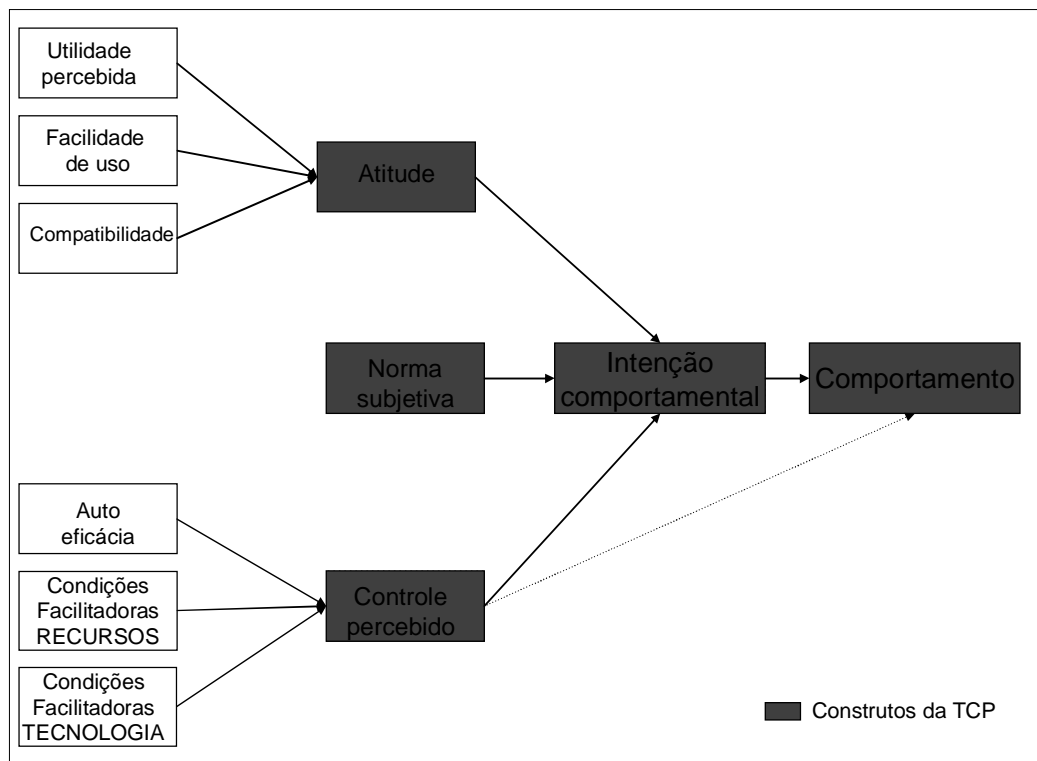 Utilidade
percebida
Facilidade
de uso
Compatibilidade
Atitude
Norma
subjetiva
Intenção
comportamental
Comportamento
Auto
eficácia
Condições
Facilitadoras
RECURSOS
Condições
Facilitadoras
TECNOLOGIA
Controle
percebido
Construtos da TCP